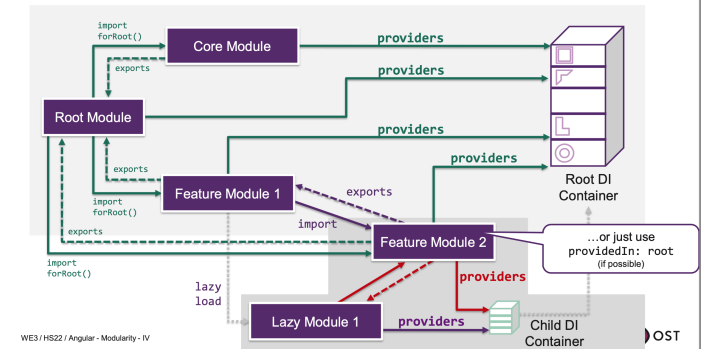 import
forRoot()
Core Module
providers
exports
providers
Root Module
providers
exports
providers
import
forRoot()
Feature Module 1
exports
Root DI
Container
import
exports
Feature Module 2
…or just use
providedIn: root
(if possible)
import
forRoot()
providers
lazy
load
Lazy Module 1
providers
Child DI
Container
WE3 / HS22 / Angular - Modularity - IV
OST